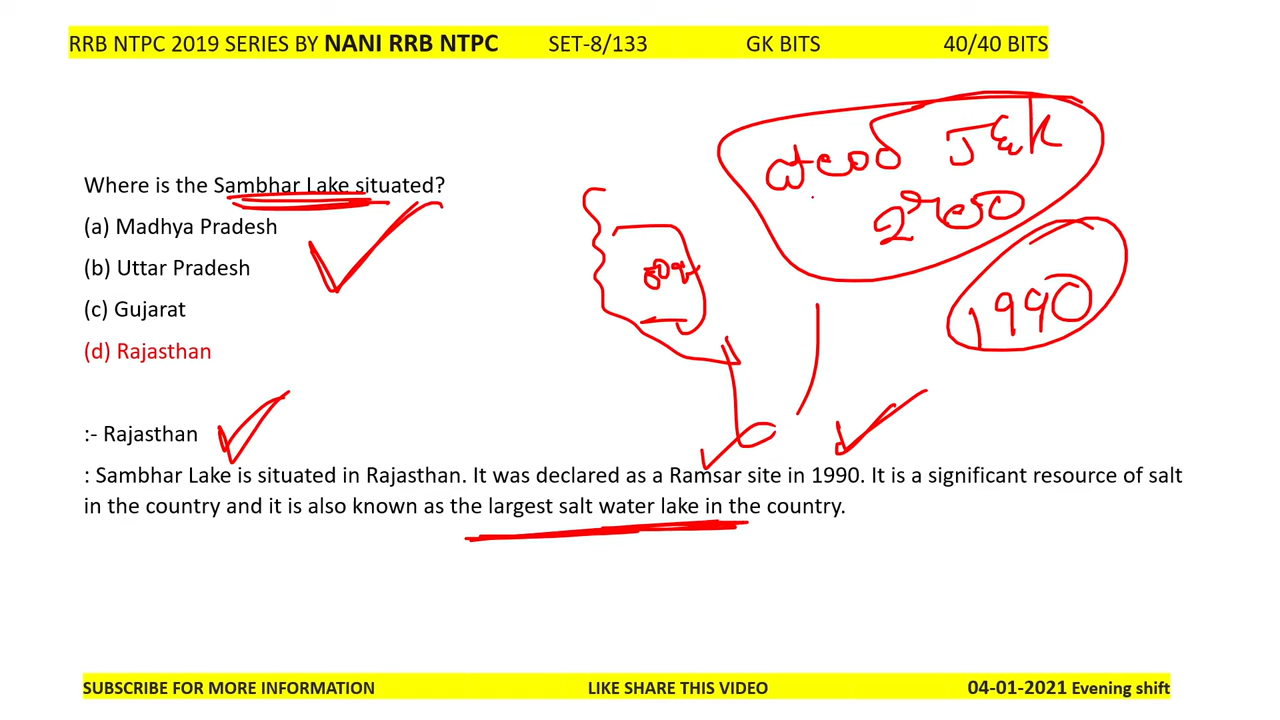 RRB NTPC 2019 SERIES BY NANI RRB NTPC SET-8/133 GK BITS 40/40 BITS
Where is the Sambhar Lake situated?
(a) Madhya Pradesh
(b) Uttar Pradesh
(c) Gujarat
(d) Rajasthan
J&K
1990
:- Rajasthan
: Sambhar Lake is situated in Rajasthan. It was declared as a Ramsar site in 1990. It is a significant resource of salt
in the country and it is also known as the largest salt water lake in the country.
SUBSCRIBE FOR MORE INFORMATION LIKE SHARE THIS VIDEO 04-01-2021 Evening shift